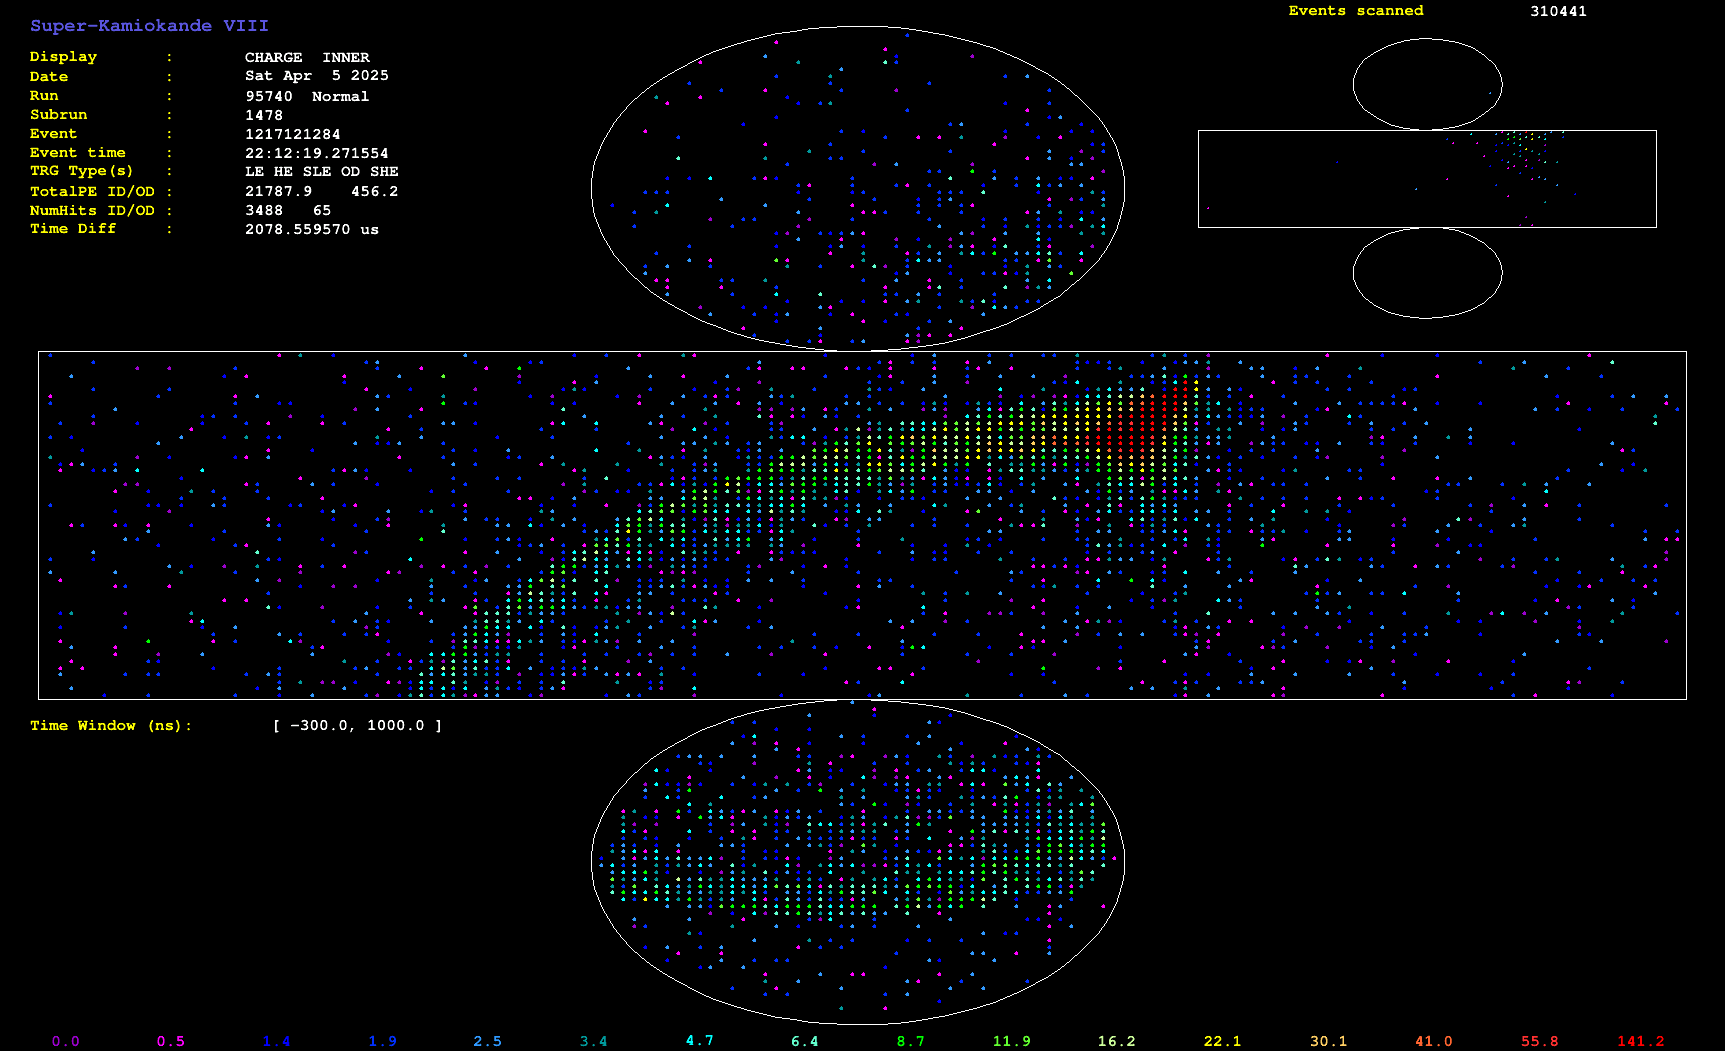 Super-Kamiokande VIII
Events scanned 310441
Display : CHARGE INNER
Date : Sat Apr 5 2025
Run : 95740 Normal
Subrun : 1478
Event : 1217121284
Event time : 22:12:19.271554
TRG Type(s) : LE HE SLE OD SHE
TotalPE ID/OD : 21787.9 456.2
NumHits ID/OD : 3488 65
Time Diff : 2078.559570 us
Time Window (ns): [ -300.0, 1000.0 ]
0.0 0.5 1.4 1.9 2.5 3.4 4.7 6.4 8.7 11.9 16.2 22.1 30.1 41.0 55.8 141.2